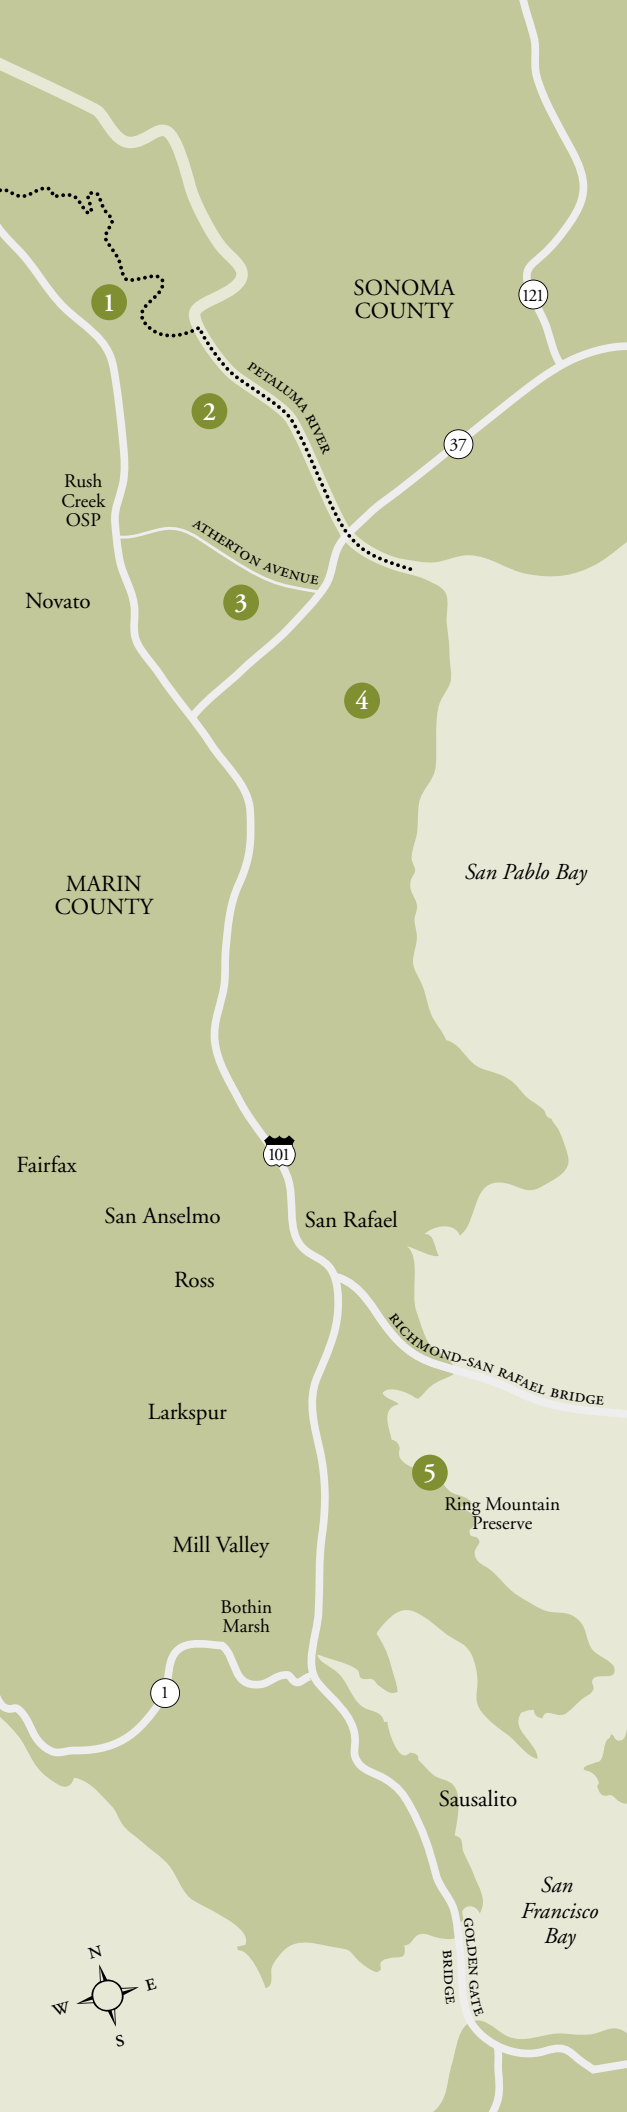 SONOMA
COUNTY
121
1
PETALUMA RIVER
2
37
Rush
Creek
OSP
ATHERTON AVENUE
Novato
3
4
San Pablo Bay
MARIN
COUNTY
101
Fairfax
San Anselmo
San Rafael
Ross
RICHMOND-SAN RAFAEL BRIDGE
Larkspur
5
Ring Mountain
Preserve
Mill Valley
Bothin
Marsh
1
Sausalito
San
Francisco
Bay
GOLDEN GATE
BRIDGE
N
E
W
S